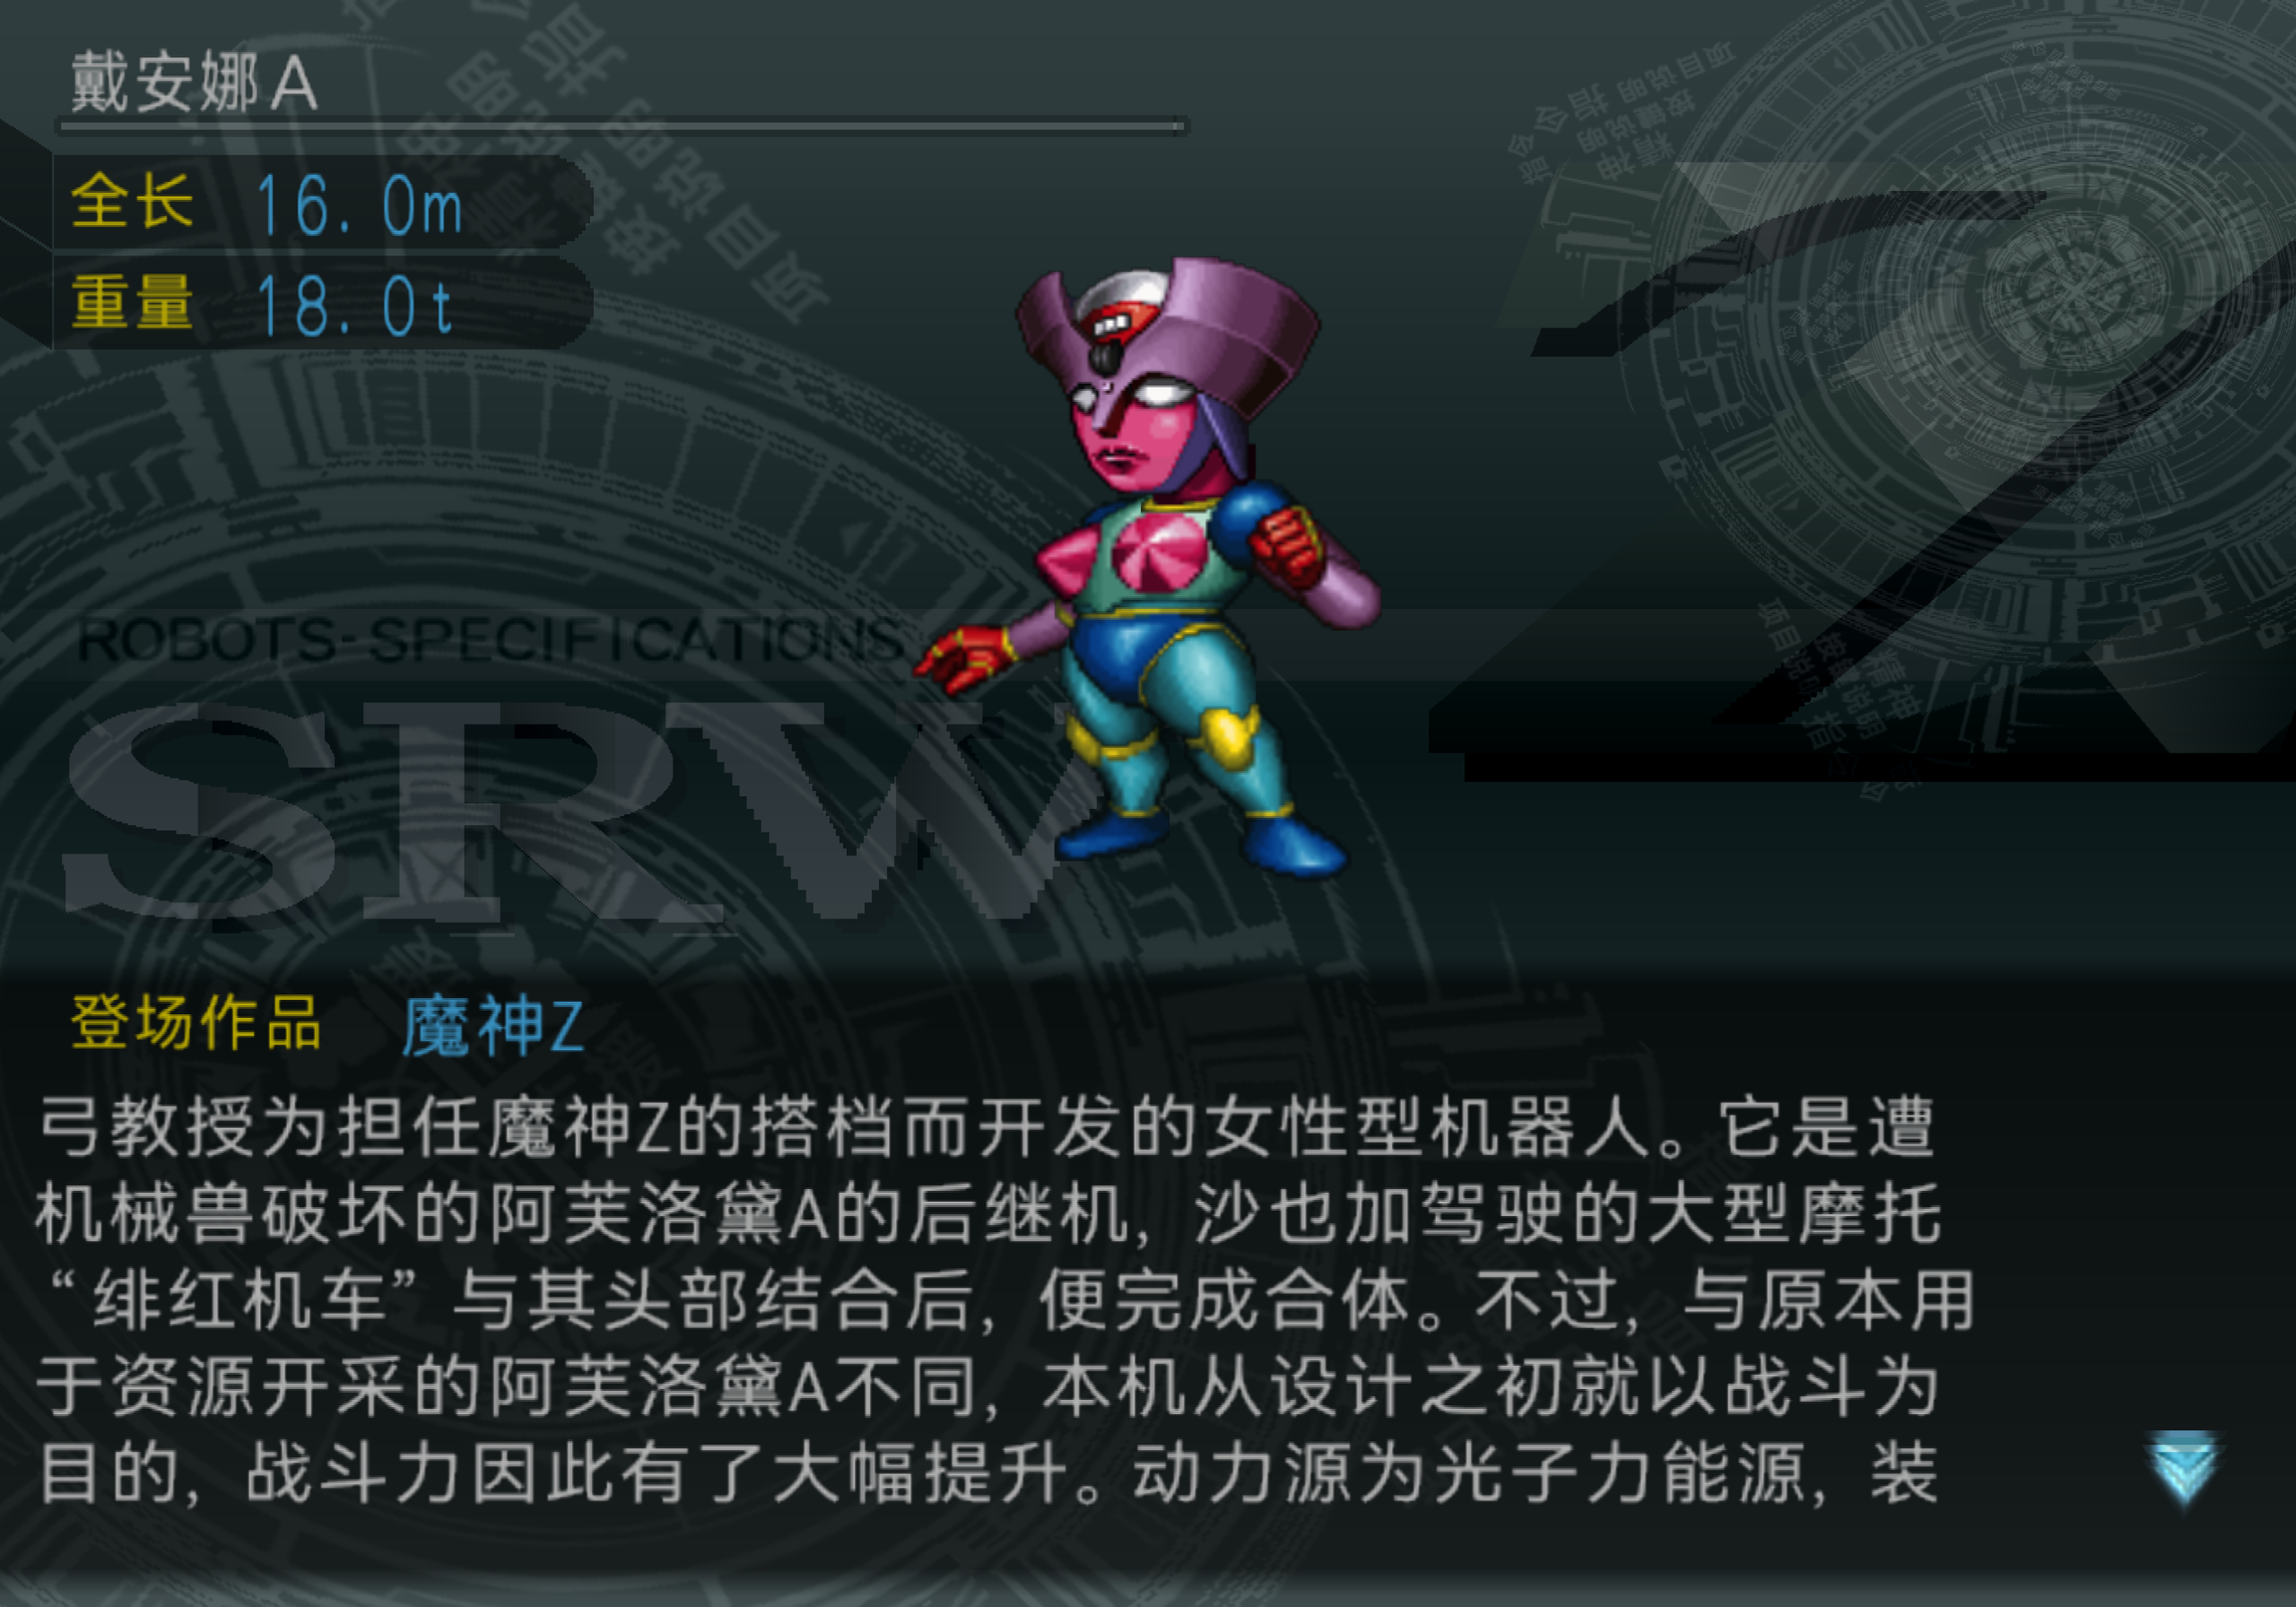 戴安娜A
全长 16.0m
重量 18.0t
ROBOTS-SPECIFICATIONS
SRW
登场作品 魔神Z
弓教授为担任魔神Z的搭档而开发的女性型机器人。它是遭
机械兽破坏的阿芙洛黛A的后继机，沙也加驾驶的大型摩托
“绯红机车”与其头部结合后，便完成合体。不过，与原本用
于资源开采的阿芙洛黛A不同，本机从设计之初就以战斗为
目的，战斗力因此有了大幅提升。动力源为光子力能源，装